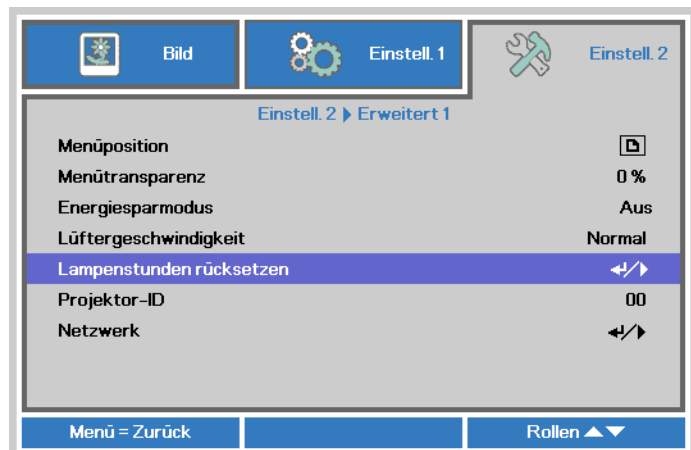 Bild Einstell. 1 Einstell. 2
Einstell. 2 ▶ Erweitert 1
Menüposition
Menütransparenz 0 %
Energiesparmodus Aus
Lüftergeschwindigkeit Normal
Lampenstunden rücksetzen ↵/▶
Projektor-ID 00
Netzwerk ↵/▶
Menü = Zurück Rollen ▲▼